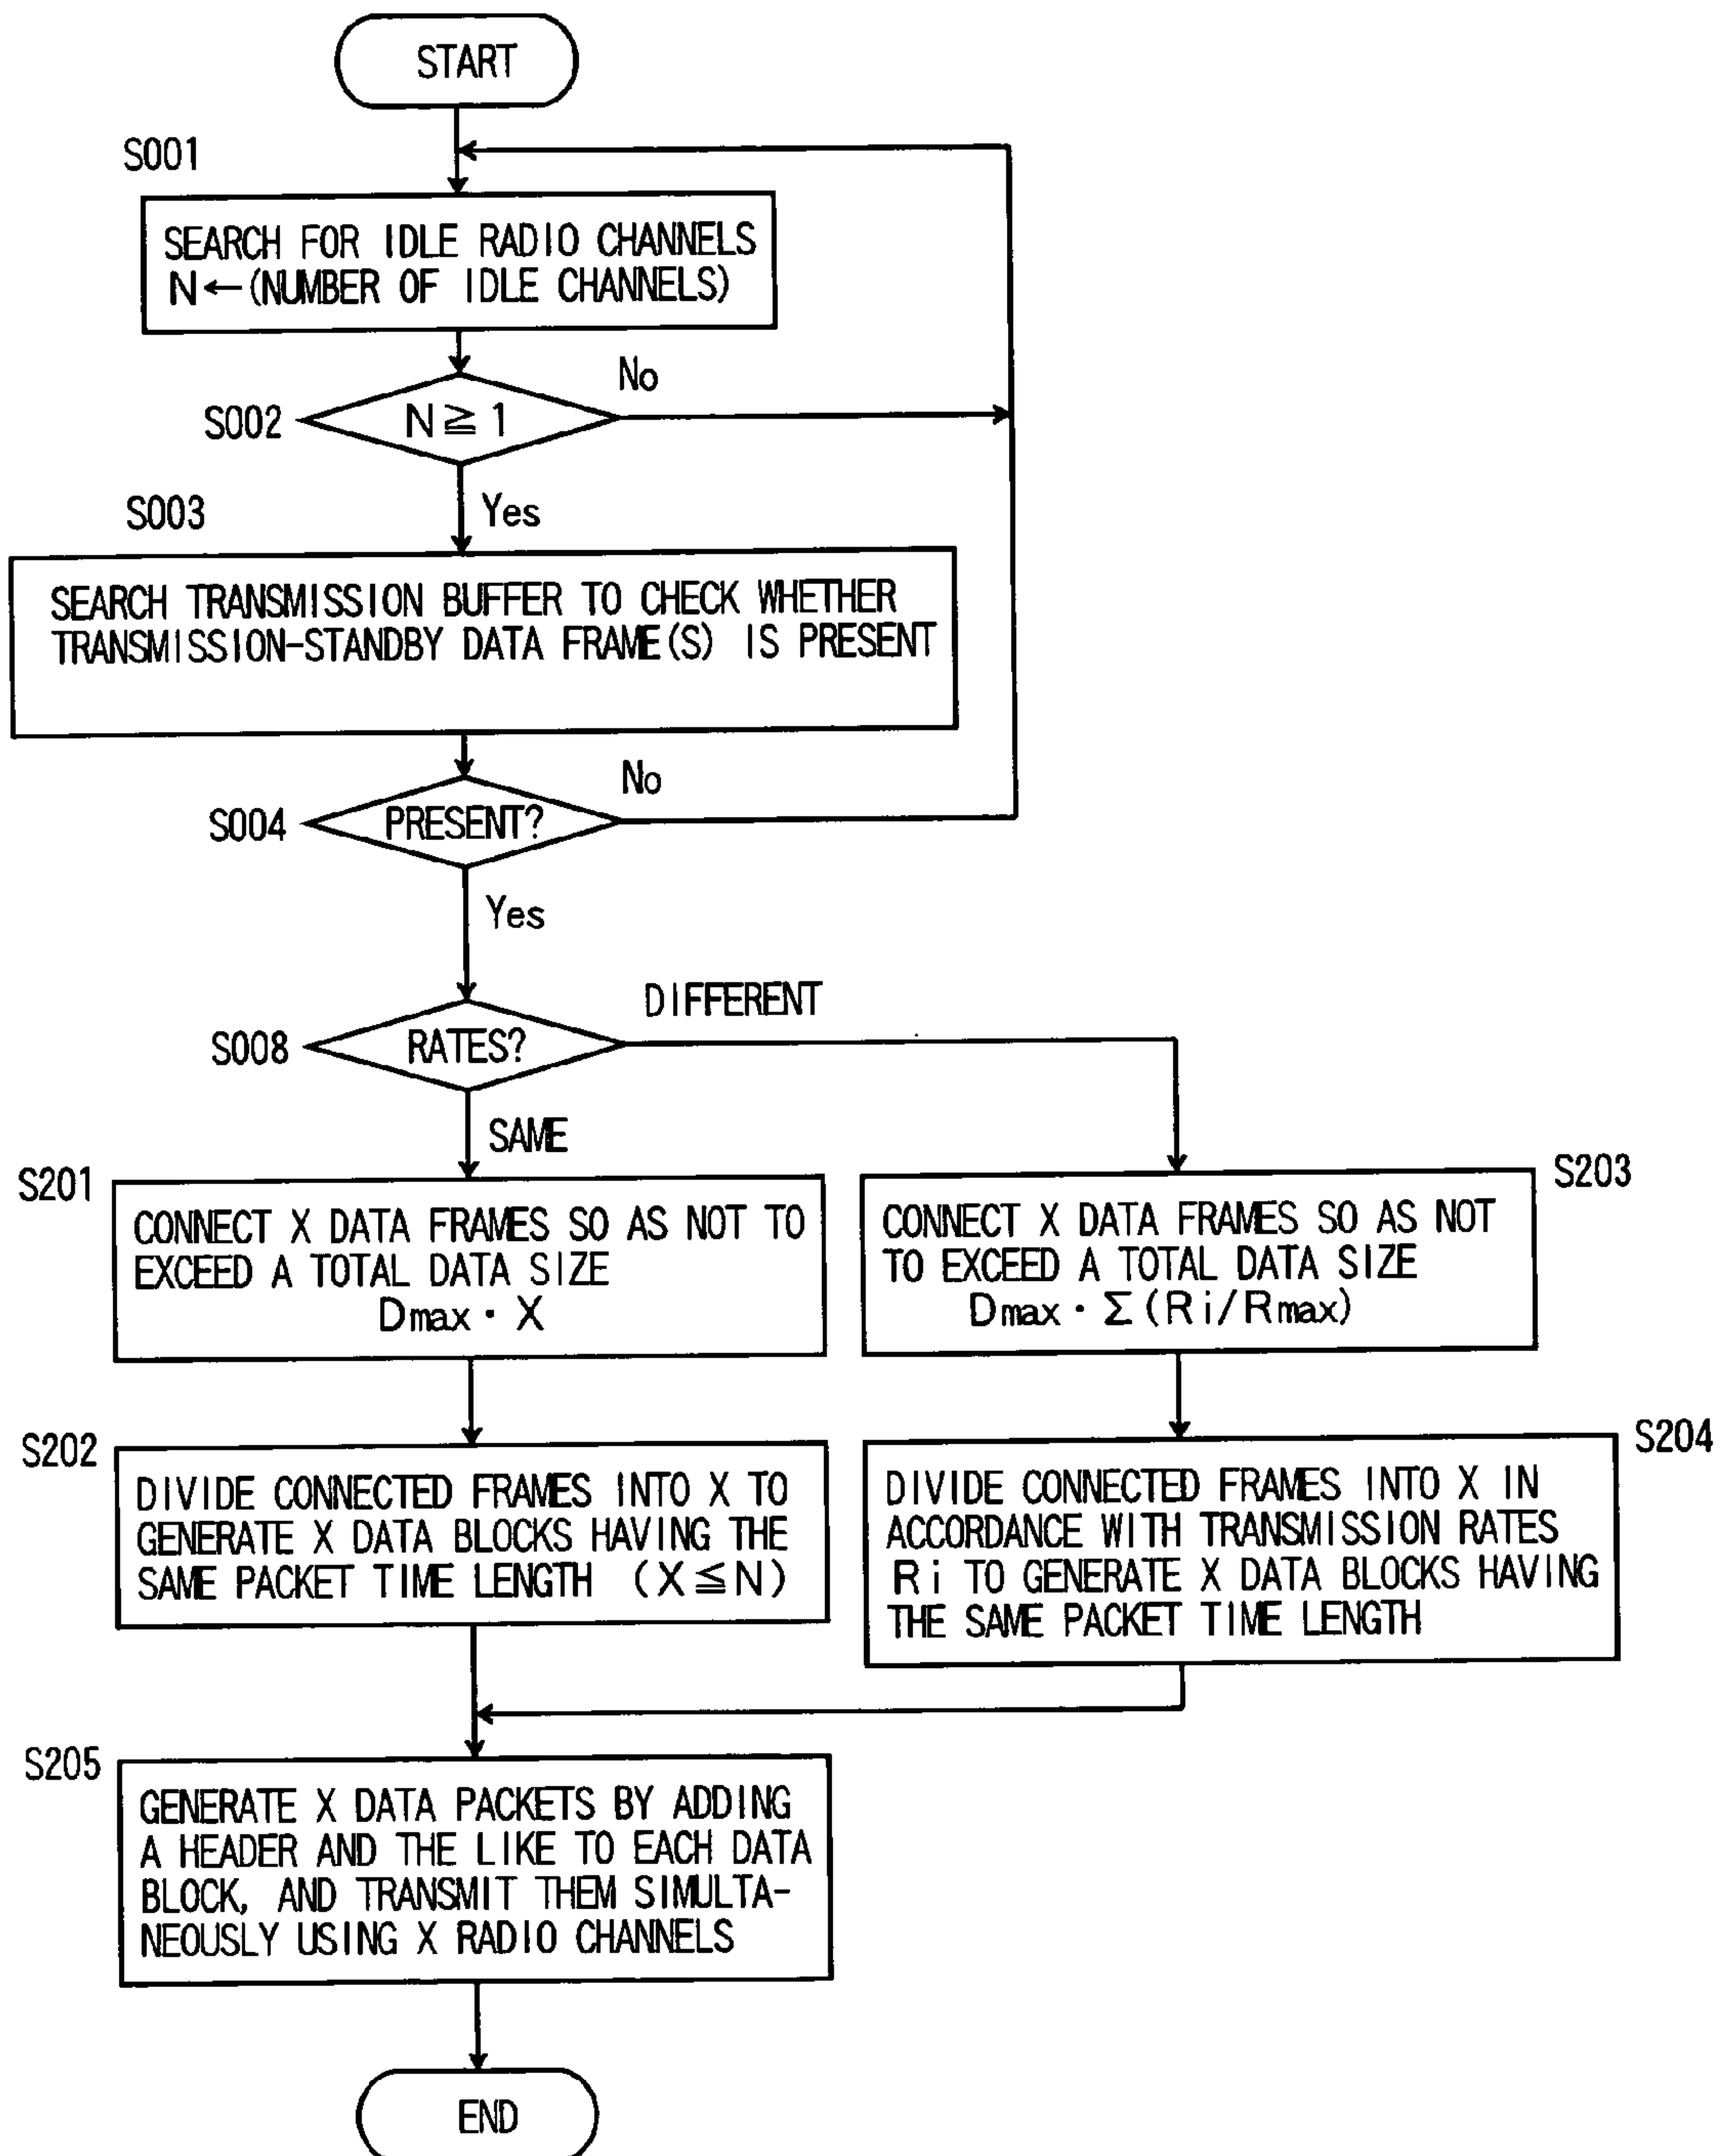 START
S001
SEARCH FOR IDLE RADIO CHANNELS
N←(NUMBER OF IDLE CHANNELS)
No
S002
N≧1
S003
Yes
SEARCH TRANSMISSION BUFFER TO CHECK WHETHER
TRANSMISSION-STANDBY DATA FRAME(S) IS PRESENT
No
S004
PRESENT?
Yes
DIFFERENT
S008
RATES?
SAME
S201
CONNECT X DATA FRAMES SO AS NOT TO
EXCEED A TOTAL DATA SIZE
Dmax・X
S203
CONNECT X DATA FRAMES SO AS NOT
TO EXCEED A TOTAL DATA SIZE
Dmax・Σ(Ri/Rmax)
S202
DIVIDE CONNECTED FRAMES INTO X TO
GENERATE X DATA BLOCKS HAVING THE
SAME PACKET TIME LENGTH (X≦N)
S204
DIVIDE CONNECTED FRAMES INTO X IN
ACCORDANCE WITH TRANSMISSION RATES
Ri TO GENERATE X DATA BLOCKS HAVING
THE SAME PACKET TIME LENGTH
S205
GENERATE X DATA PACKETS BY ADDING
A HEADER AND THE LIKE TO EACH DATA
BLOCK, AND TRANSMIT THEM SIMULTA-
NEOUSLY USING X RADIO CHANNELS
END